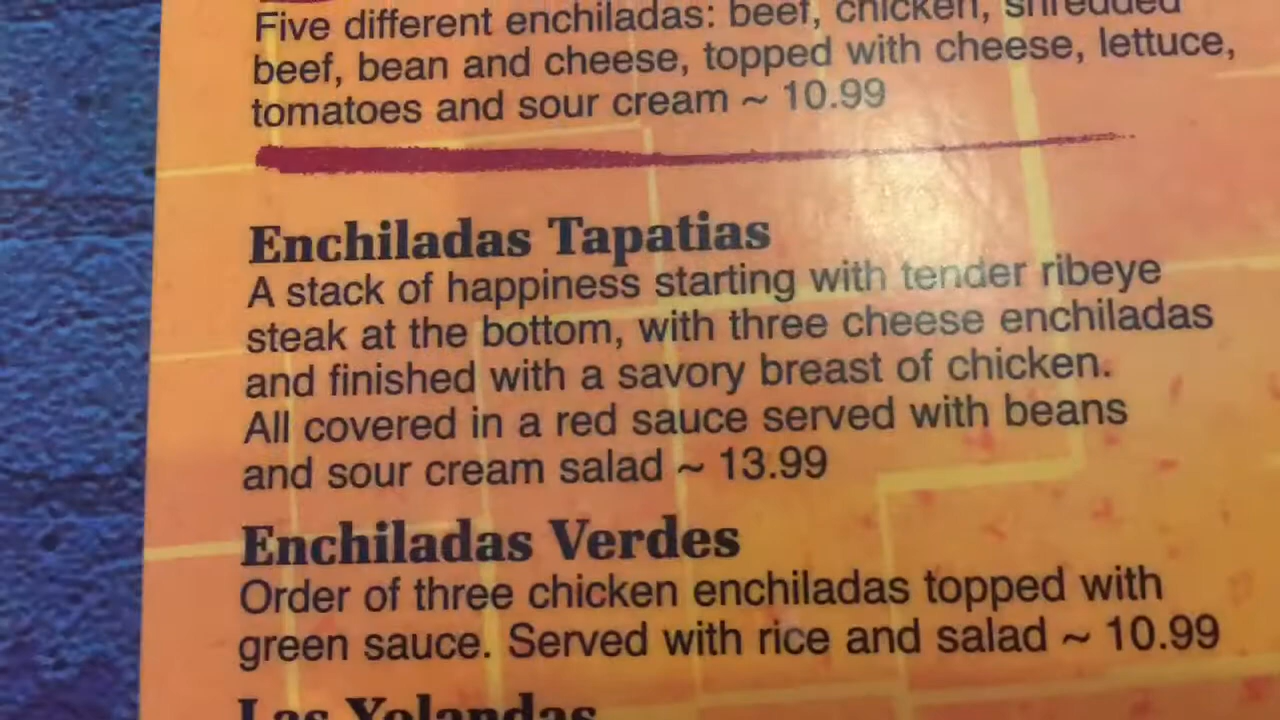 Five different enchiladas: beef, chicken, shredded
beef, bean and cheese, topped with cheese, lettuce,
tomatoes and sour cream ~ 10.99
Enchiladas Tapatias
A stack of happiness starting with tender ribeye
steak at the bottom, with three cheese enchiladas
and finished with a savory breast of chicken.
All covered in a red sauce served with beans
and sour cream salad ~ 13.99
Enchiladas Verdes
Order of three chicken enchiladas topped with
green sauce. Served with rice and salad ~ 10.99
Las Yolandas